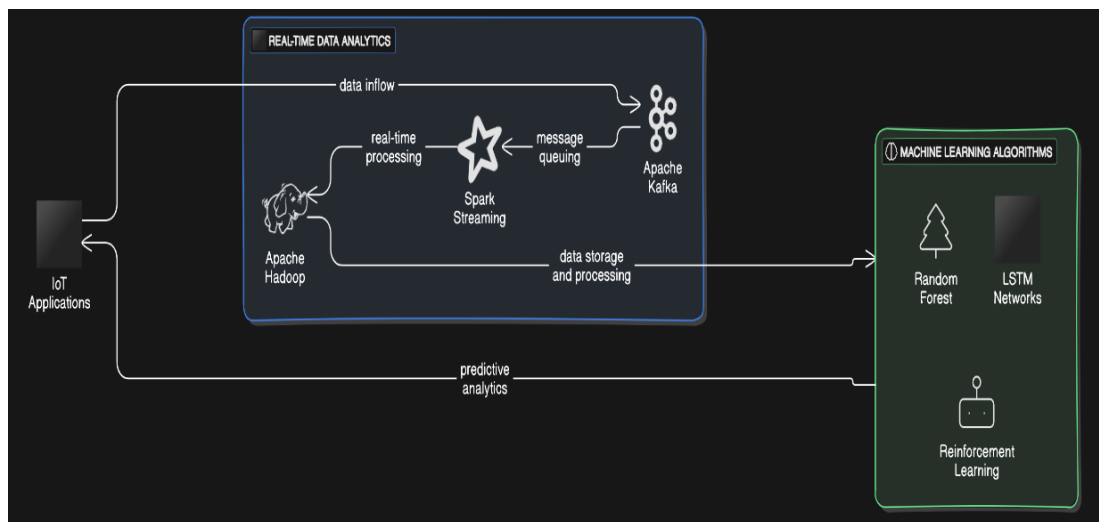 REAL-TIME DATA ANALYTICS
data inflow
real-time
processing
message
queuing
Apache
Kafka
Spark
Streaming
Apache
Hadoop
data storage
and processing
IoT
Applications
MACHINE LEARNING ALGORITHMS
Random
Forest
LSTM
Networks
Reinforcement
Learning
predictive
analytics